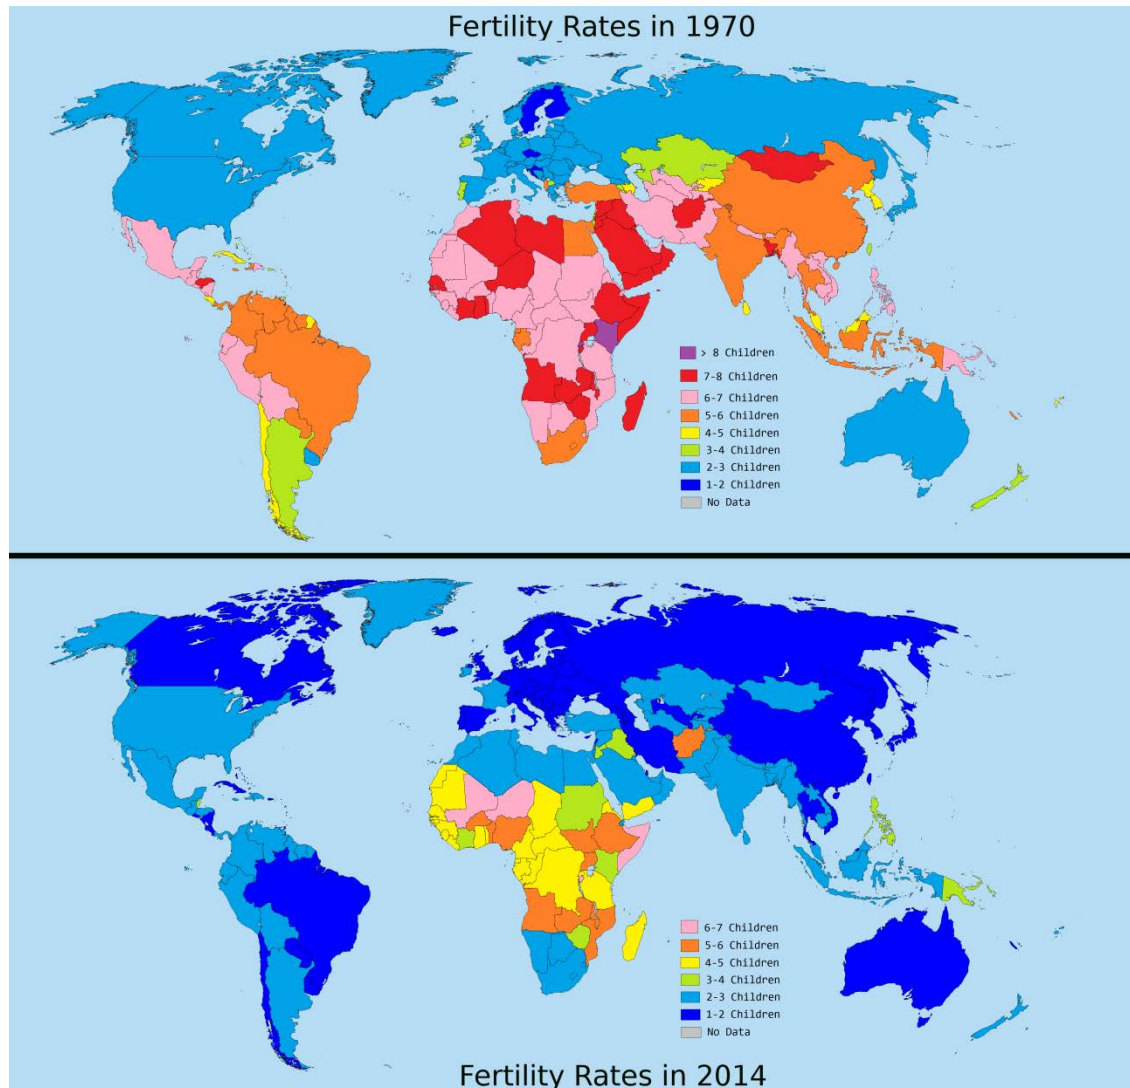 Fertility Rates in 1970
> 8 Children
7-8 Children
6-7 Children
5-6 Children
4-5 Children
3-4 Children
2-3 Children
1-2 Children
No Data
6-7 Children
5-6 Children
4-5 Children
3-4 Children
2-3 Children
1-2 Children
No Data
Fertility Rates in 2014